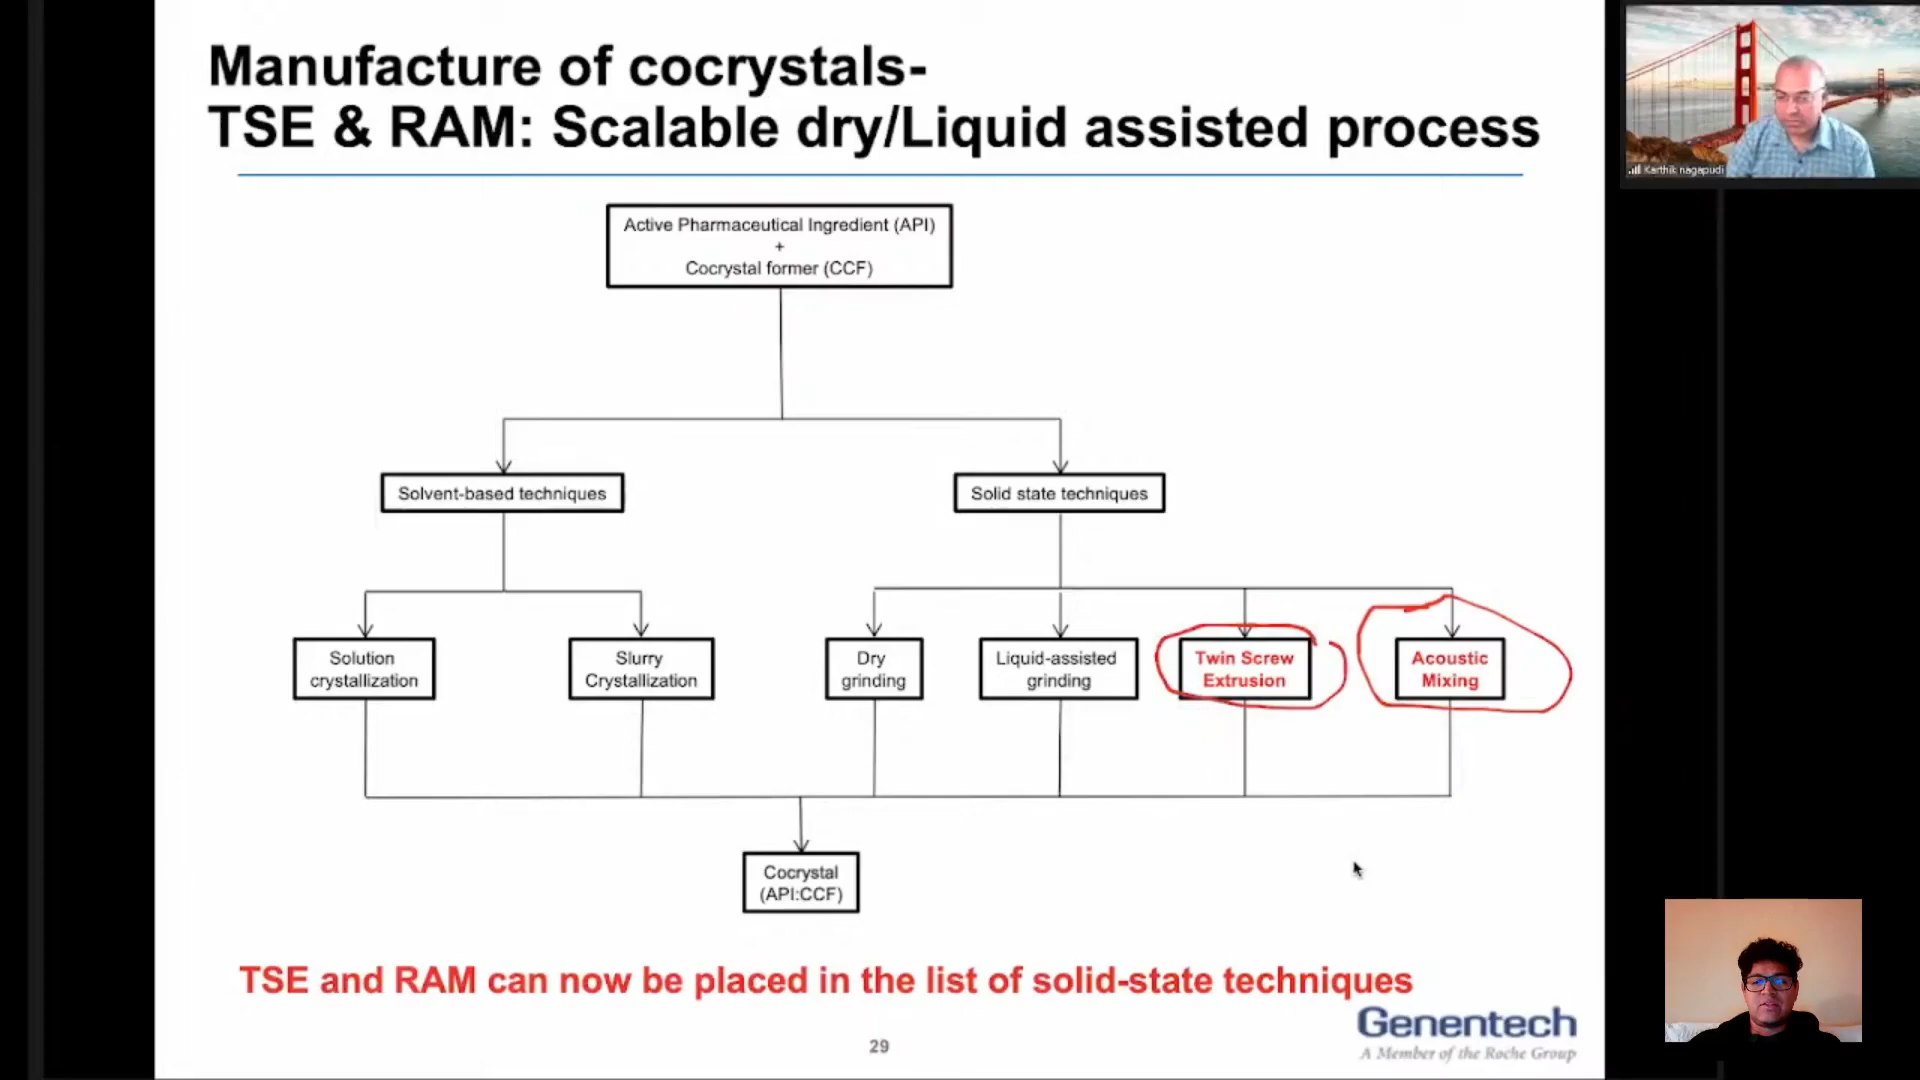 Manufacture of cocrystals-
TSE & RAM: Scalable dry/Liquid assisted process
Karthik nagapudi
Active Pharmaceutical Ingredient (API)
+
Cocrystal former (CCF)
Solvent-based techniques
Solid state techniques
Solution
crystallization
Slurry
Crystallization
Dry
grinding
Liquid-assisted
grinding
Twin Screw
Extrusion
Acoustic
Mixing
Cocrystal
(API:CCF)
TSE and RAM can now be placed in the list of solid-state techniques
29
Genentech
A Member of the Roche Group